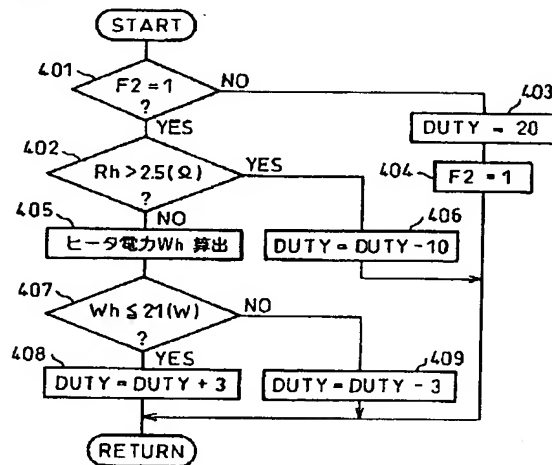 START
401
F2=1
?
NO
YES
403
DUTY = 20
404
F2 = 1
402
Rh>2.5(Ω)
?
YES
NO
405
ヒータ電力Wh 算出
406
DUTY=DUTY-10
407
Wh≦21(W)
?
NO
YES
408
DUTY=DUTY+3
409
DUTY=DUTY-3
RETURN